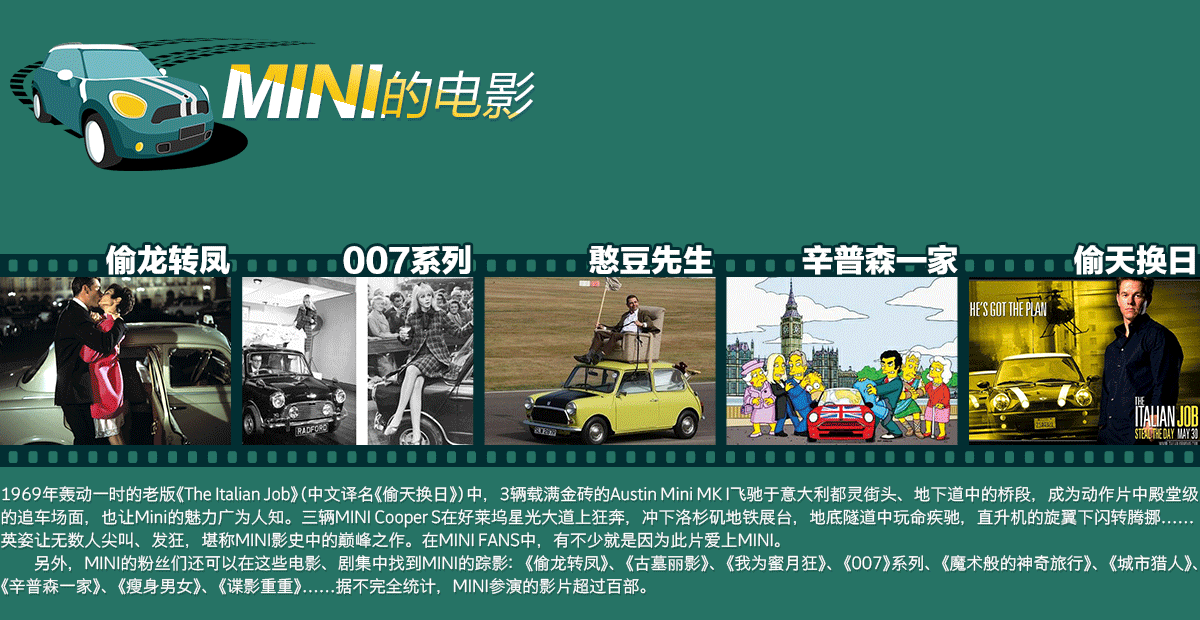 MINI的电影
偷龙转凤
007系列
憨豆先生
辛普森一家
偷天换日
RADFORD
HE'S GOT THE PLAN
THE
ITALIAN JOB
STEAL THE DAY MAY 30
1969年轰动一时的老版《The Italian Job》(中文译名《偷天换日》)中，3辆载满金砖的Austin Mini MK I飞驰于意大利都灵街头、地下道中的桥段，成为动作片中殿堂级
的追车场面，也让Mini的魅力广为人知。三辆MINI Cooper S在好莱坞星光大道上狂奔，冲下洛杉矶地铁展台，地底隧道中玩命疾驰，直升机的旋翼下闪转腾挪……
英姿让无数人尖叫、发狂，堪称MINI影史中的巅峰之作。在MINI FANS中，有不少就是因为此片爱上MINI。
另外，MINI的粉丝们还可以在这些电影、剧集中找到MINI的踪影：《偷龙转凤》、《古墓丽影》、《我为蜜月狂》、《007》系列、《魔术般的神奇旅行》、《城市猎人》、
《辛普森一家》、《瘦身男女》、《谍影重重》……据不完全统计，MINI参演的影片超过百部。